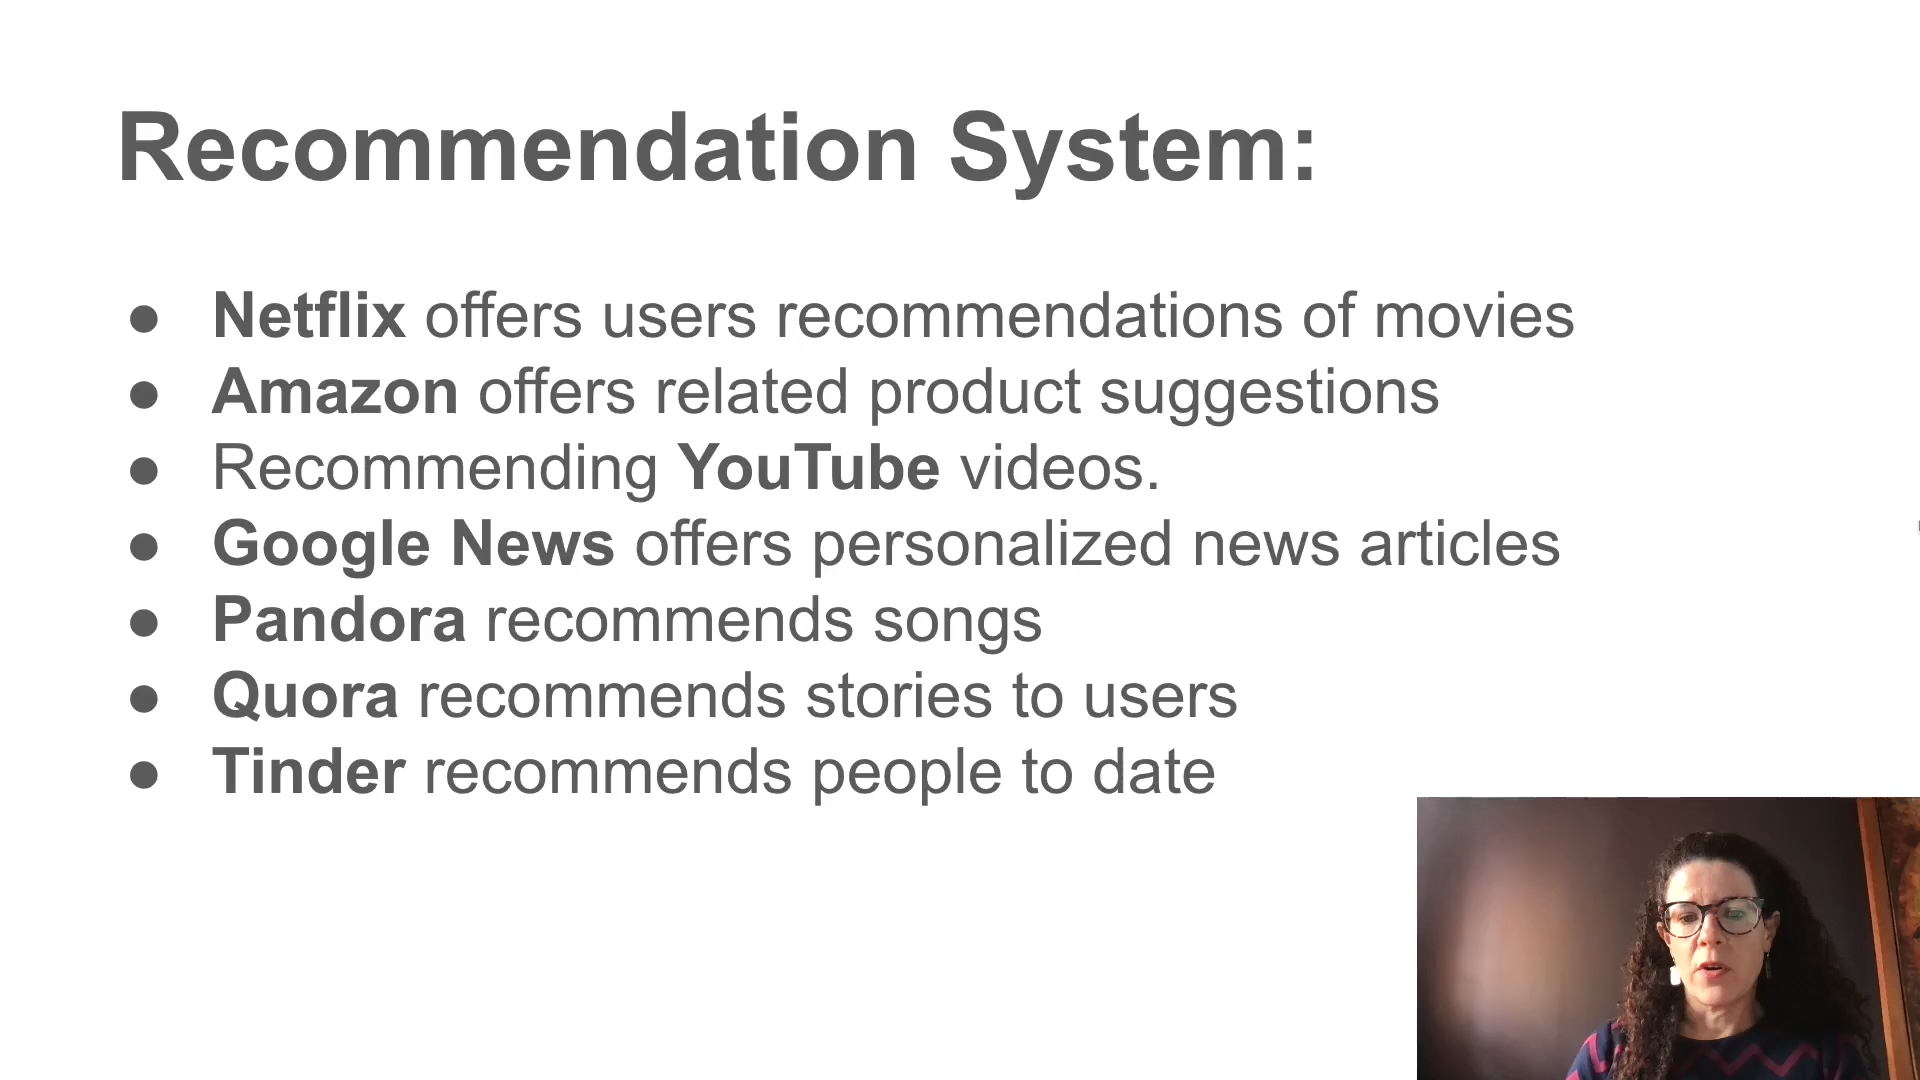 Recommendation System:
● Netflix offers users recommendations of movies
● Amazon offers related product suggestions
● Recommending YouTube videos.
● Google News offers personalized news articles
● Pandora recommends songs
● Quora recommends stories to users
● Tinder recommends people to date